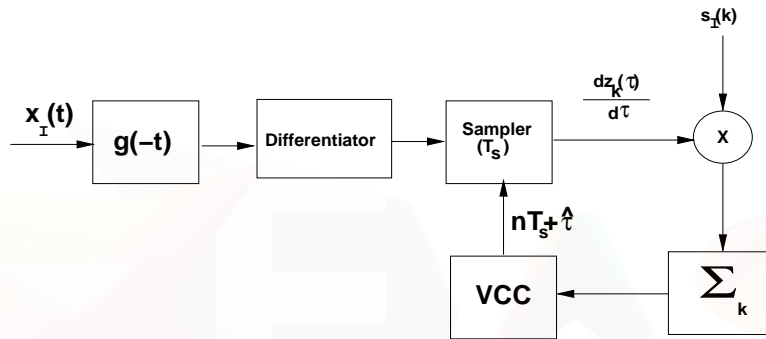 s_I(k)
x_I(t)
g(-t)
Differentiator
Sampler
(T_s)
dz_k(τ)
dτ
X
nT_s+τ̂
VCC
Σ_k